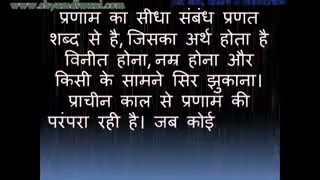 प्रणाम का सीधा संबंध प्रणत
शब्द से है, जिसका अर्थ होता है
विनीत होना, नम्र होना और
किसी के सामने सिर झुकाना।
प्राचीन काल से प्रणाम की
परंपरा रही है। जब कोई